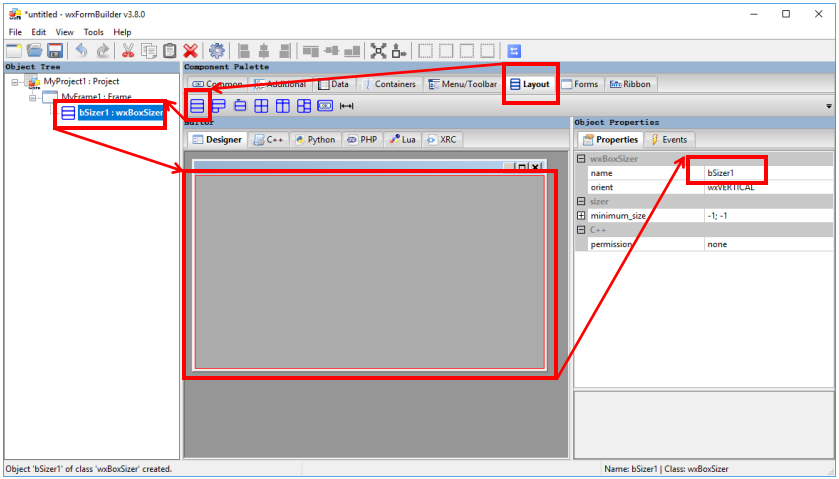 *untitled - wxFormBuilder v3.8.0
File Edit View Tools Help
Object Tree
Component Palette
MyProject1 : Project
MyFrame1 : Frame
bSizer1 : wxBoxSizer
Common Additional Data Containers Menu/Toolbar Layout Forms Ribbon
Editor
Designer C++ Python PHP Lua XRC
Object Properties
Properties Events
wxBoxSizer
name bSizer1
orient wxVERTICAL
sizer
minimum_size -1; -1
C++
permission none
Object 'bSizer1' of class 'wxBoxSizer' created.
Name: bSizer1 | Class: wxBoxSizer